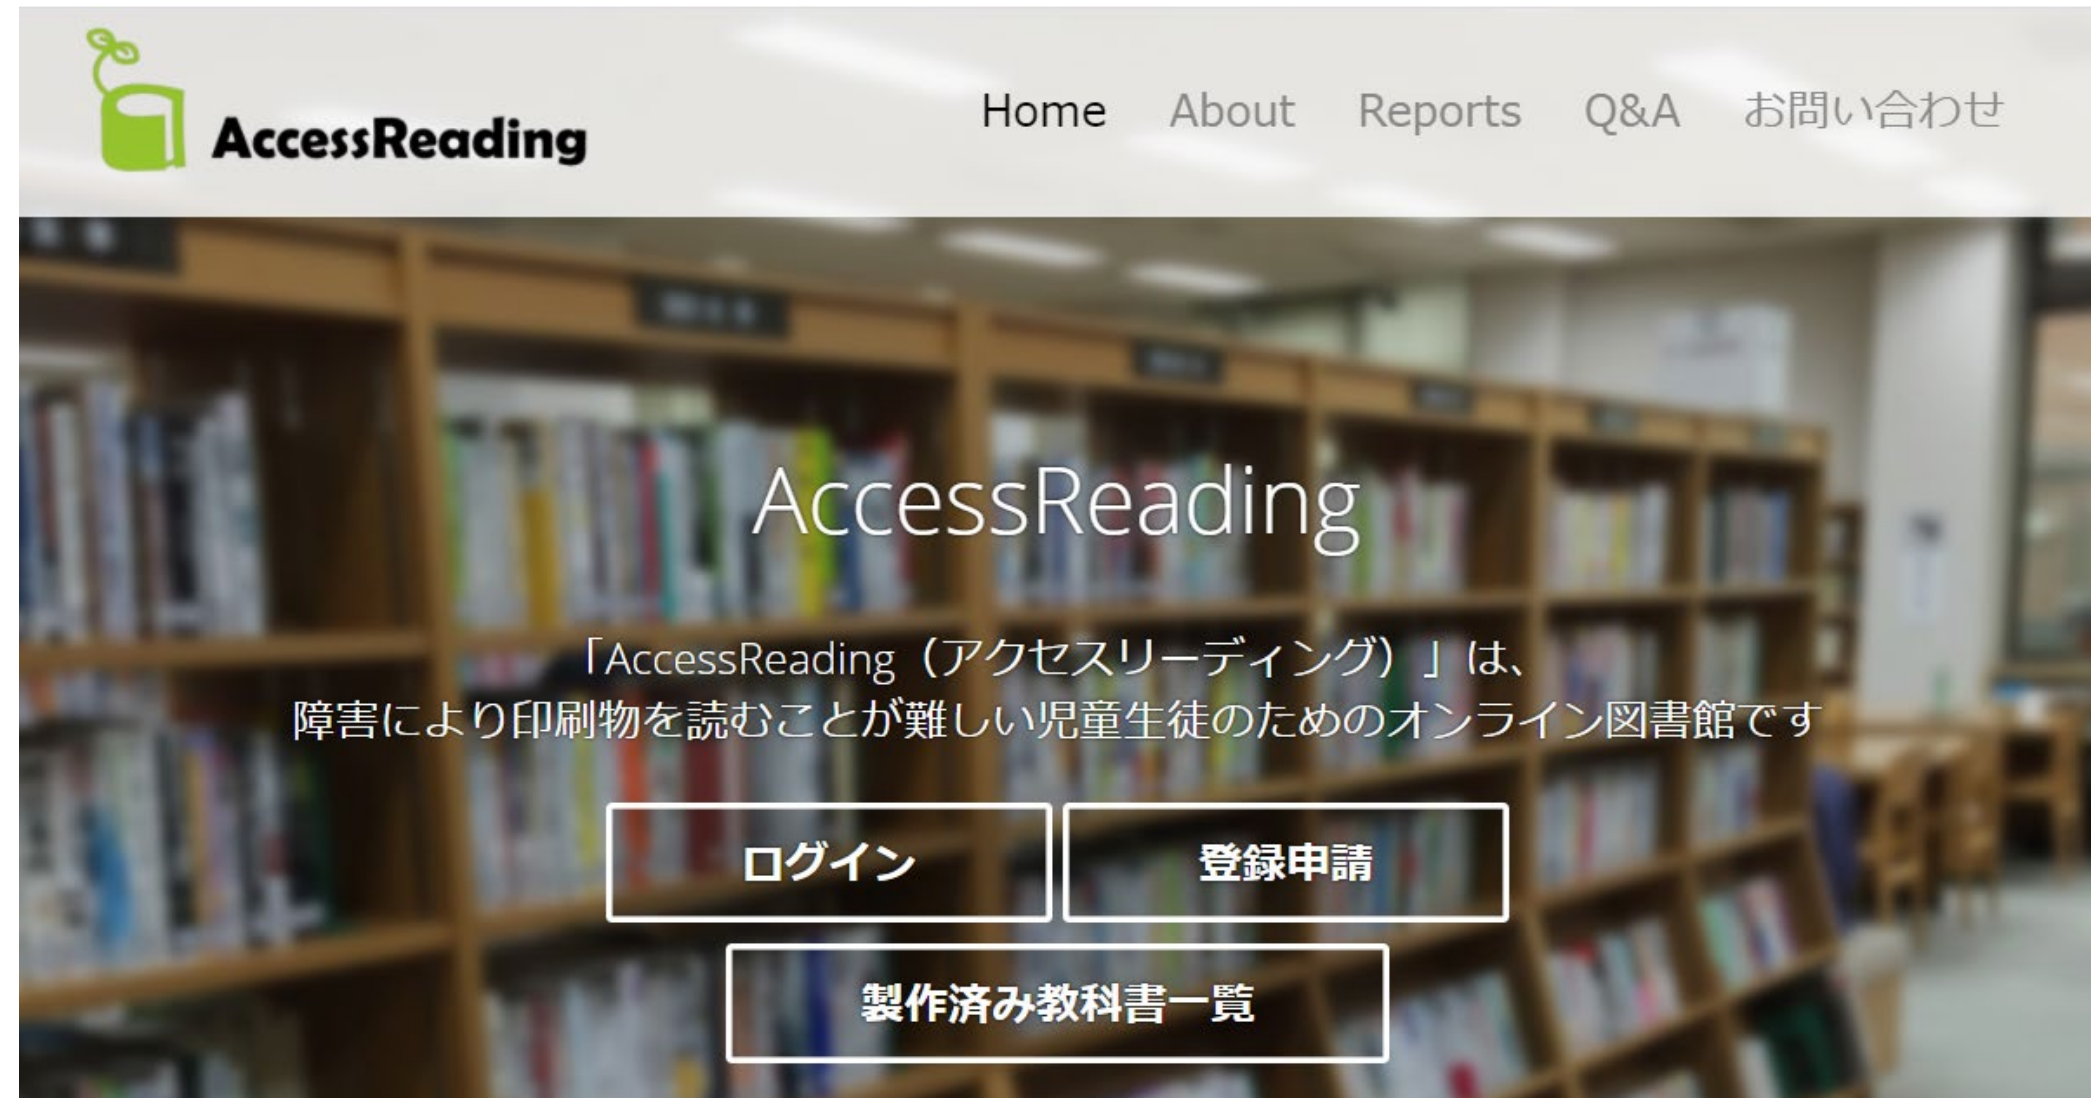 AccessReading
Home About Reports Q&A お問い合わせ
AccessReading
「AccessReading（アクセスリーディング）」は、
障害により印刷物を読むことが難しい児童生徒のためのオンライン図書館です
ログイン 登録申請
製作済み教科書一覧